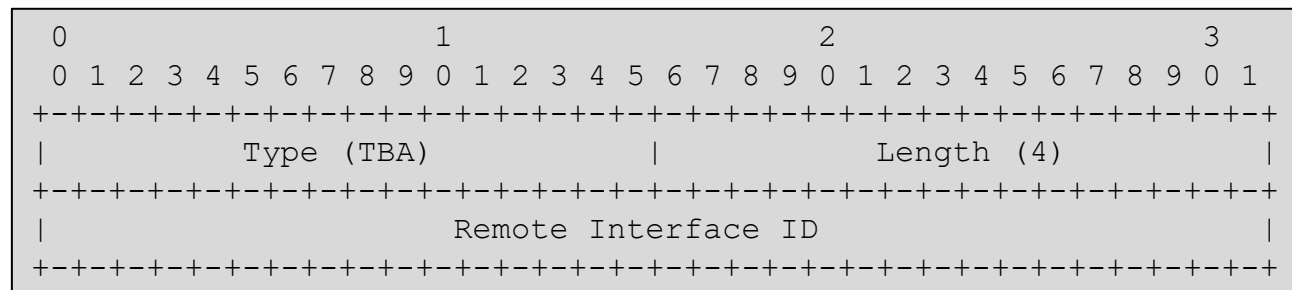 0                   1                   2                   3
 0 1 2 3 4 5 6 7 8 9 0 1 2 3 4 5 6 7 8 9 0 1 2 3 4 5 6 7 8 9 0 1
+-+-+-+-+-+-+-+-+-+-+-+-+-+-+-+-+-+-+-+-+-+-+-+-+-+-+-+-+-+-+-+-+
|          Type (TBA)           |           Length (4)          |
+-+-+-+-+-+-+-+-+-+-+-+-+-+-+-+-+-+-+-+-+-+-+-+-+-+-+-+-+-+-+-+-+
|                     Remote Interface ID                       |
+-+-+-+-+-+-+-+-+-+-+-+-+-+-+-+-+-+-+-+-+-+-+-+-+-+-+-+-+-+-+-+-+